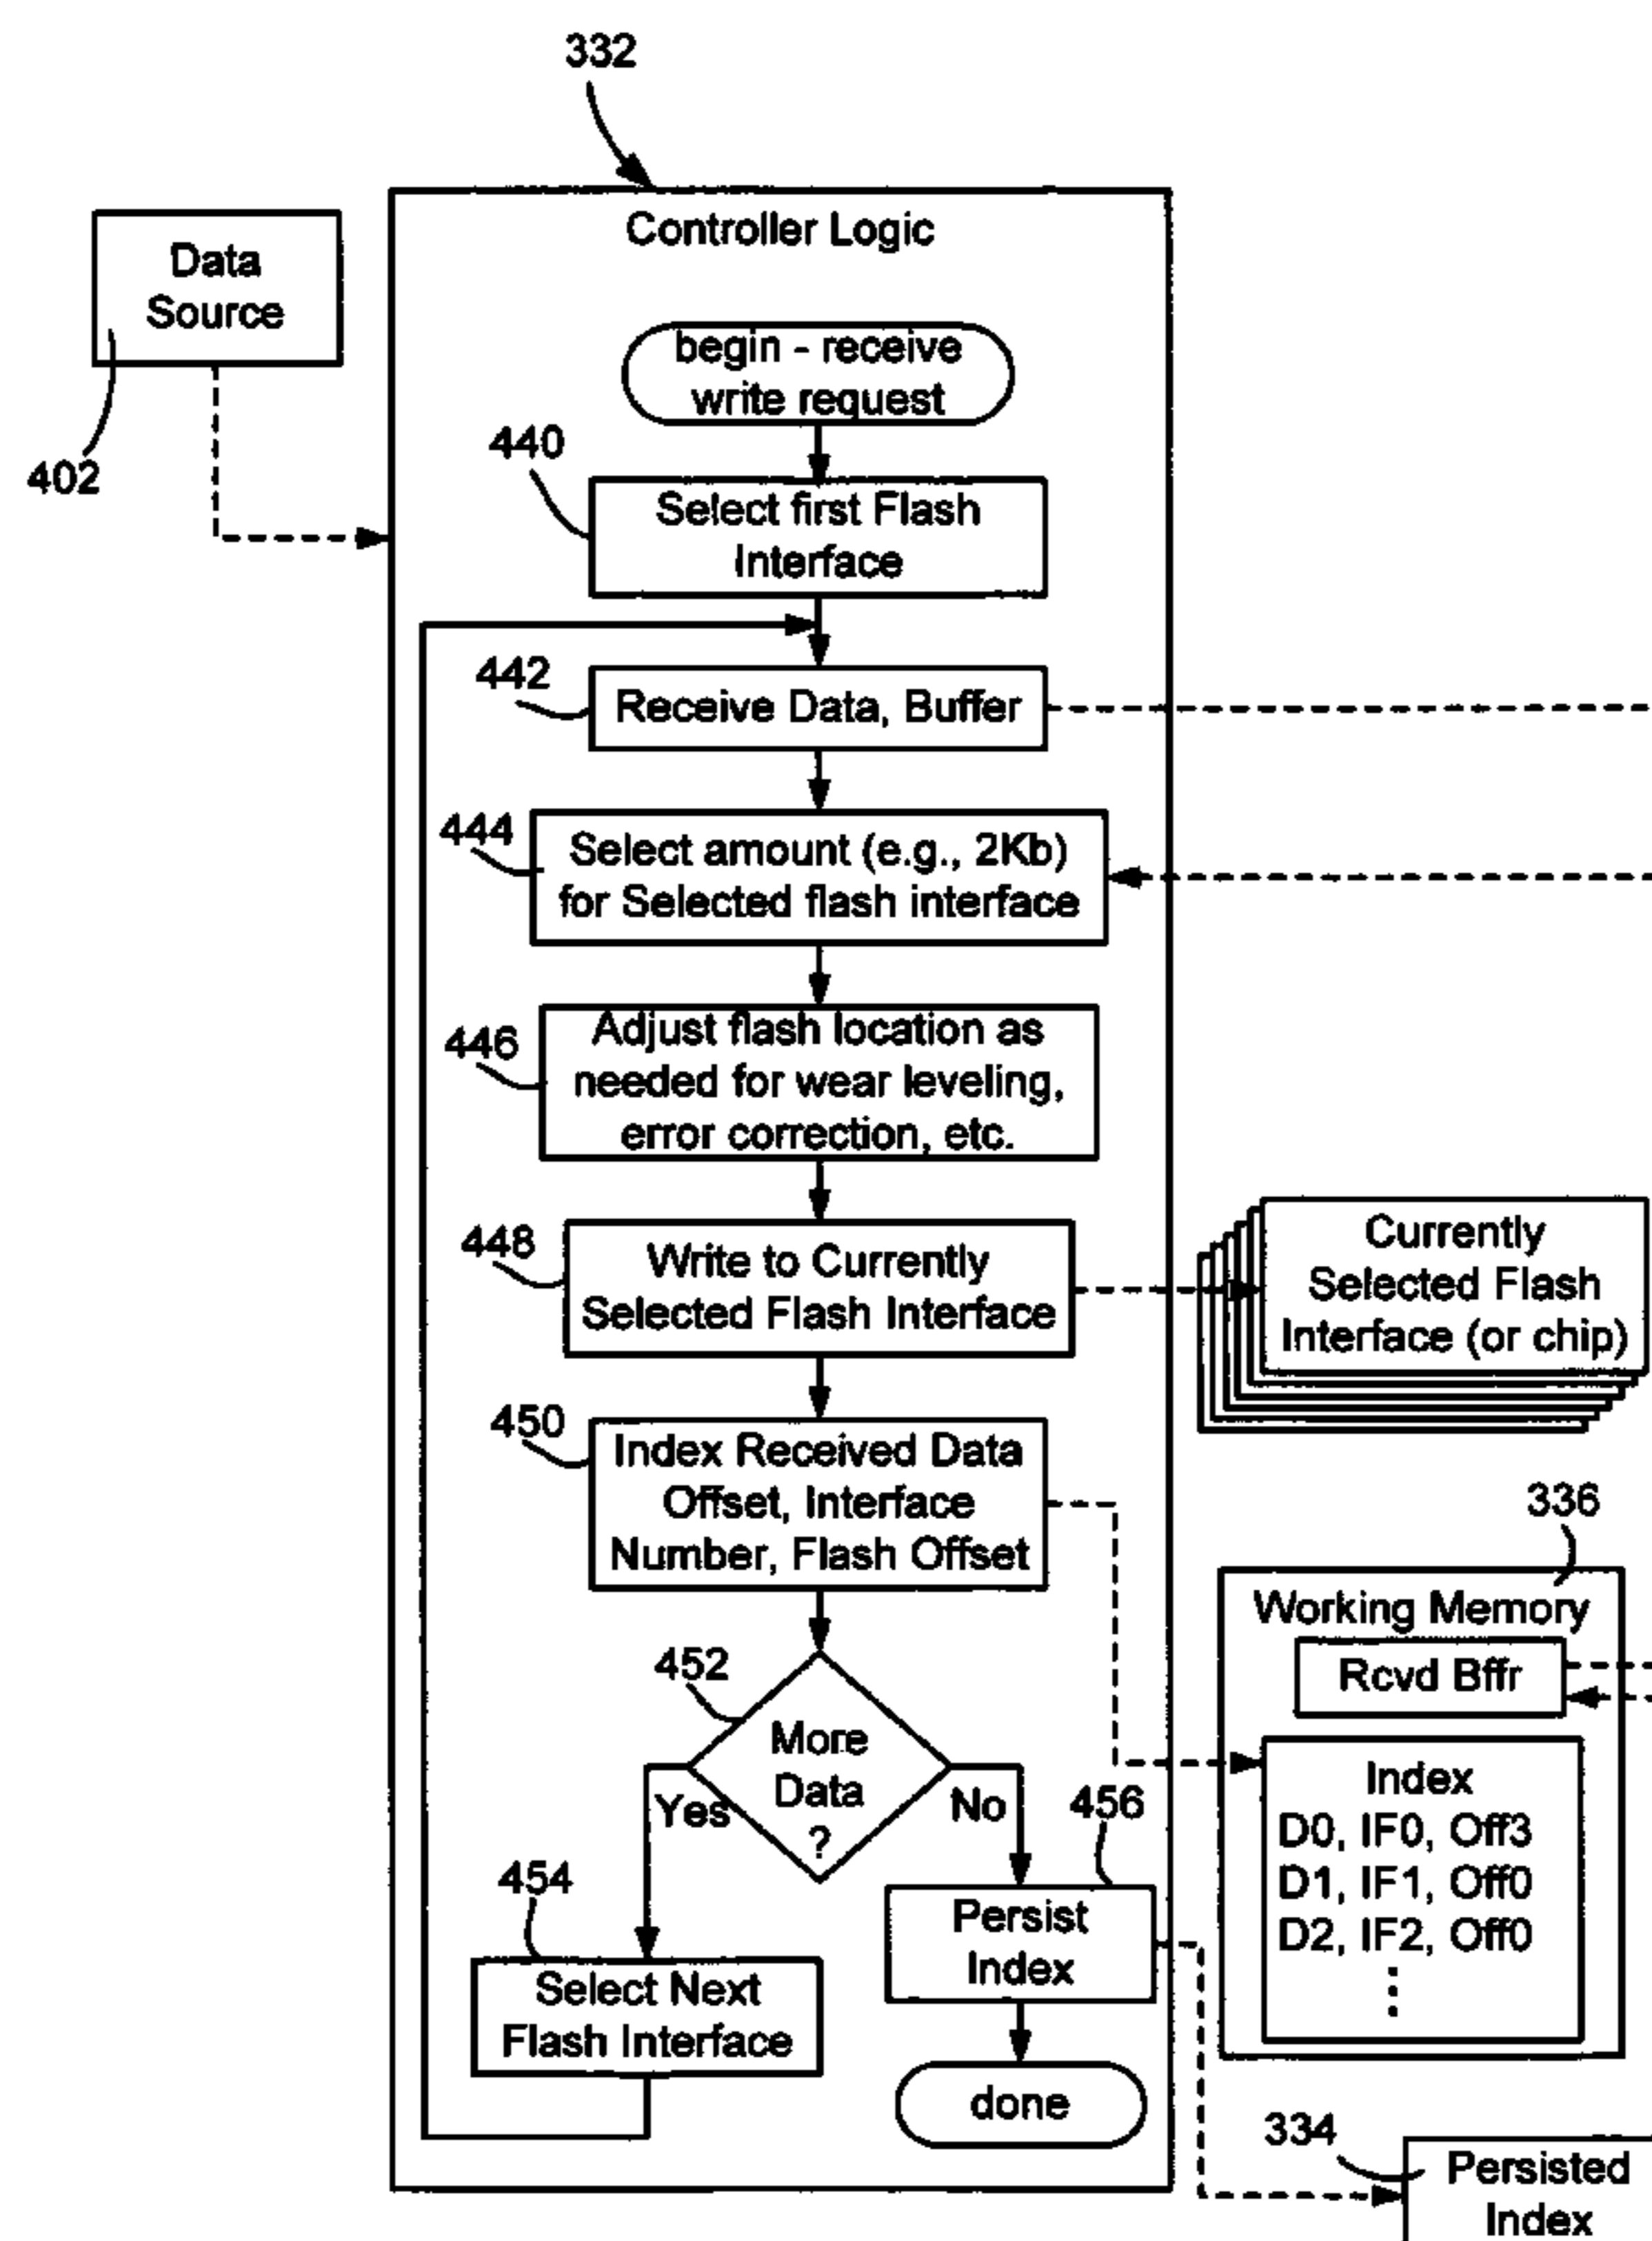 332
Controller Logic
Data
Source
402
begin - receive
write request
440
Select first Flash
Interface
442
Receive Data, Buffer
444
Select amount (e.g., 2Kb)
for Selected flash interface
446
Adjust flash location as
needed for wear leveling,
error correction, etc.
448
Write to Currently
Selected Flash Interface
Currently
Selected Flash
Interface (or chip)
450
Index Received Data
Offset, Interface
Number, Flash Offset
336
Working Memory
Rcvd Bffr
Index
D0, IF0, Off3
D1, IF1, Off0
D2, IF2, Off0
452
More
Data
?
Yes
No
454
Select Next
Flash Interface
456
Persist
Index
done
334
Persisted
Index